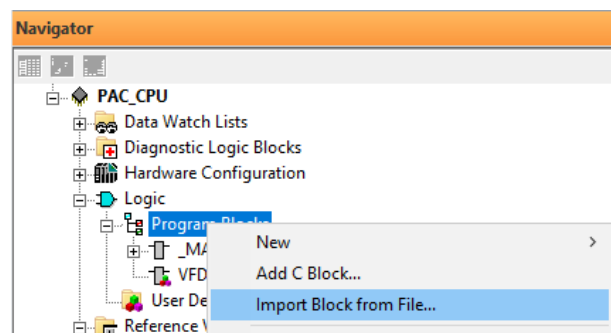 Navigator
PAC_CPU
Data Watch Lists
Diagnostic Logic Blocks
Hardware Configuration
Logic
Program Blocks
New
Add C Block...
Import Block from File...
_MA
VFD
User De
Reference